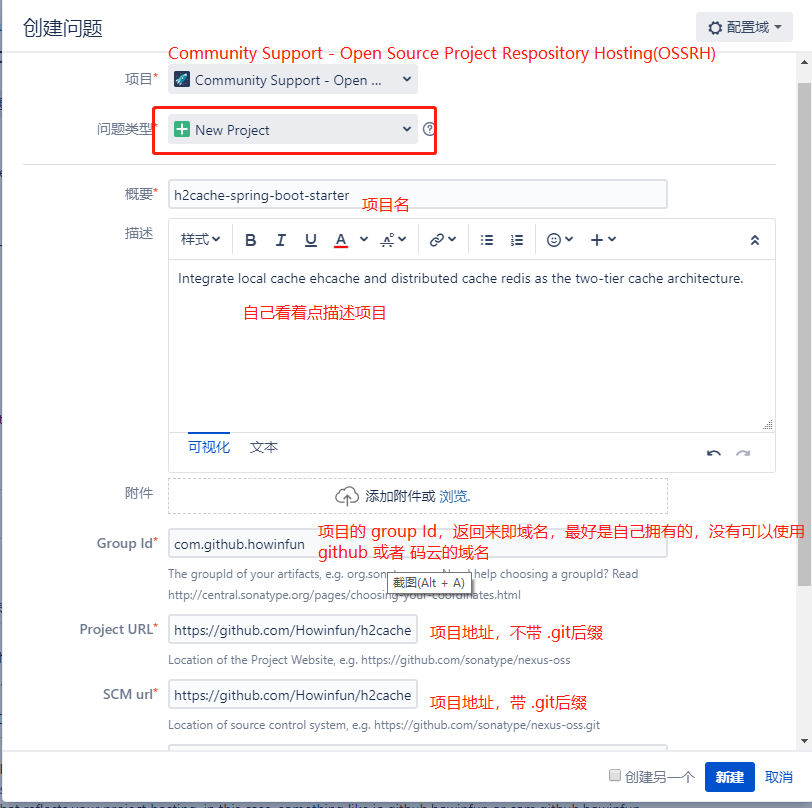 创建问题
配置域
Community Support - Open Source Project Respository Hosting(OSSRH)
项目*
Community Support - Open ...
问题类型*
New Project
概要*
h2cache-spring-boot-starter
项目名
描述
样式
B I U A
Integrate local cache ehcache and distributed cache redis as the two-tier cache architecture.
自己看着点描述项目
可视化 文本
附件
添加附件或 浏览.
项目的 group Id，返回来即域名，最好是自己拥有的，没有可以使用
Group Id*
com.github.howinfun
github 或者 码云的域名
The groupId of your artifacts, e.g. Need help choosing a groupId? Read
截图(Alt + A)
http://central.sonatype.org/pages/choosing-your-coordinates.html
Project URL*
https://github.com/Howinfun/h2cache
项目地址，不带 .git后缀
Location of the Project Website, e.g. https://github.com/sonatype/nexus-oss
SCM url*
https://github.com/Howinfun/h2cache
项目地址，带 .git后缀
Location of source control system, e.g. https://github.com/sonatype/nexus-oss.git
创建另一个
新建
取消